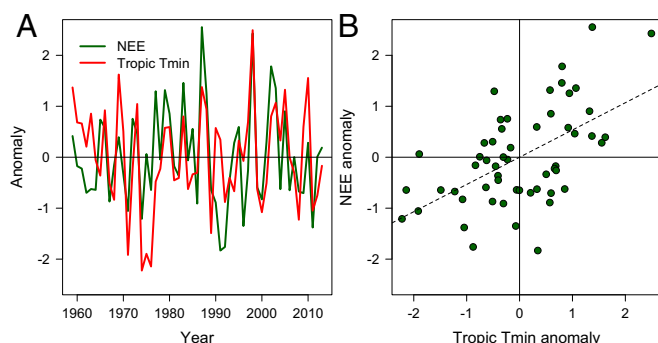 A
NEE
Tropic Tmin
Anomaly
2
1
0
-1
-2
1960 1970 1980 1990 2000 2010
Year
B
NEE anomaly
2
1
0
-1
-2
-2 -1 0 1 2
Tropic Tmin anomaly